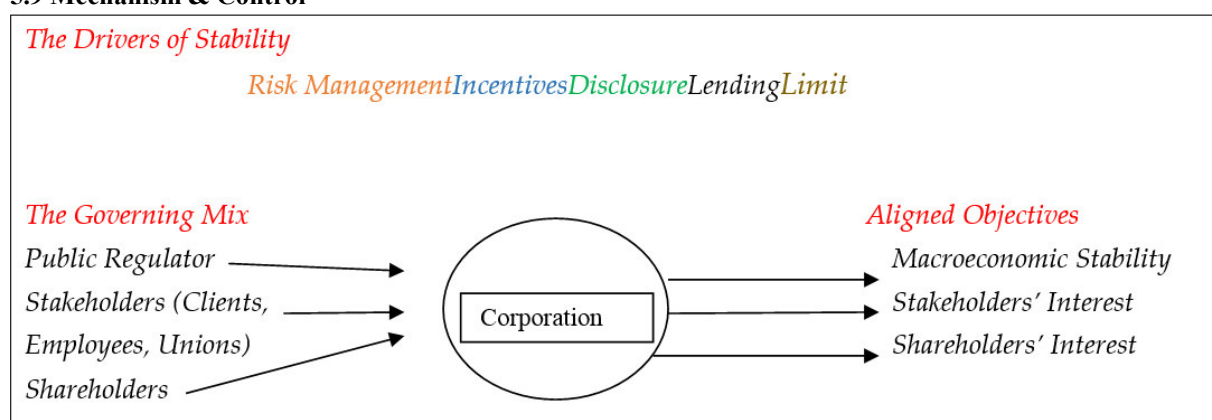 The Drivers of Stability
Risk ManagementIncentivesDisclosureLendingLimit
The Governing Mix
Public Regulator
Stakeholders (Clients,
Employees, Unions)
Shareholders
Corporation
Aligned Objectives
Macroeconomic Stability
Stakeholders’ Interest
Shareholders’ Interest